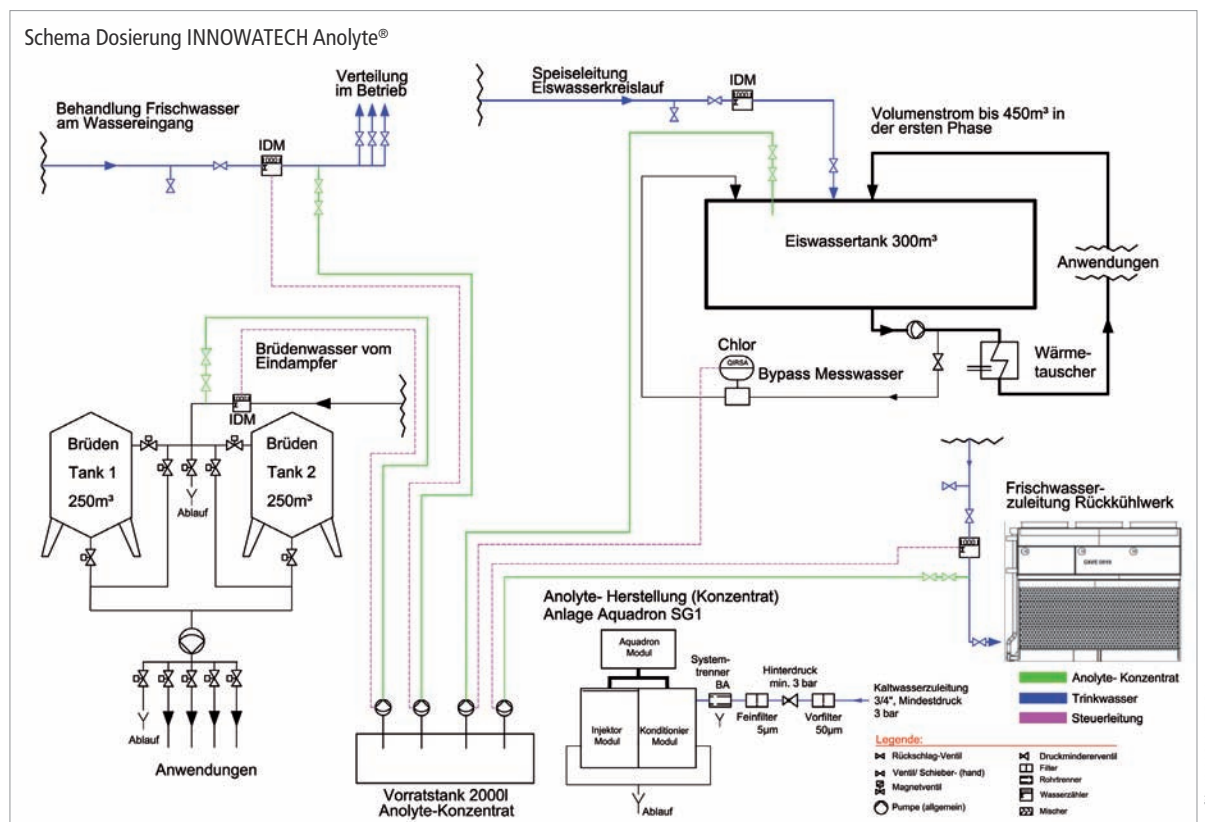 Schema Dosierung INNOWATECH Anolyte®
Behandlung Frischwasser
am Wassereingang
IDM
Verteilung
im Betrieb
Speiseleitung
Eiswasserkreislauf
IDM
Volumenstrom bis 450m³ in
der ersten Phase
Eiswassertank 300m³
Anwendungen
Wärme-
tauscher
Chlor
QIRSA
Bypass Messwasser
Brüdenwasser vom
Eindampfer
IDM
Brüden
Tank 1
250m³
Brüden
Tank 2
250m³
Ablauf
Ablauf
Anwendungen
Vorratstank 2000l
Anolyte-Konzentrat
Anolyte- Herstellung (Konzentrat)
Anlage Aquadron SG1
Aquadron
Modul
Injektor
Modul
Konditionier
Modul
Ablauf
System-
trenner
BA
Feinfilter
5µm
Hinterdruck
min. 3 bar
Vorfilter
50µm
Kaltwasserzuleitung
3/4", Mindestdruck
3 bar
Frischwasser-
zuleitung Rückkühlwerk
Anolyte- Konzentrat
Trinkwasser
Steuerleitung
Legende:
Rückschlag-Ventil
Ventil/ Schieber- (hand)
Magnetventil
Pumpe (allgemein)
Druckmindererventil
Filter
Rohrtrenner
Wasserzähler
Mischer